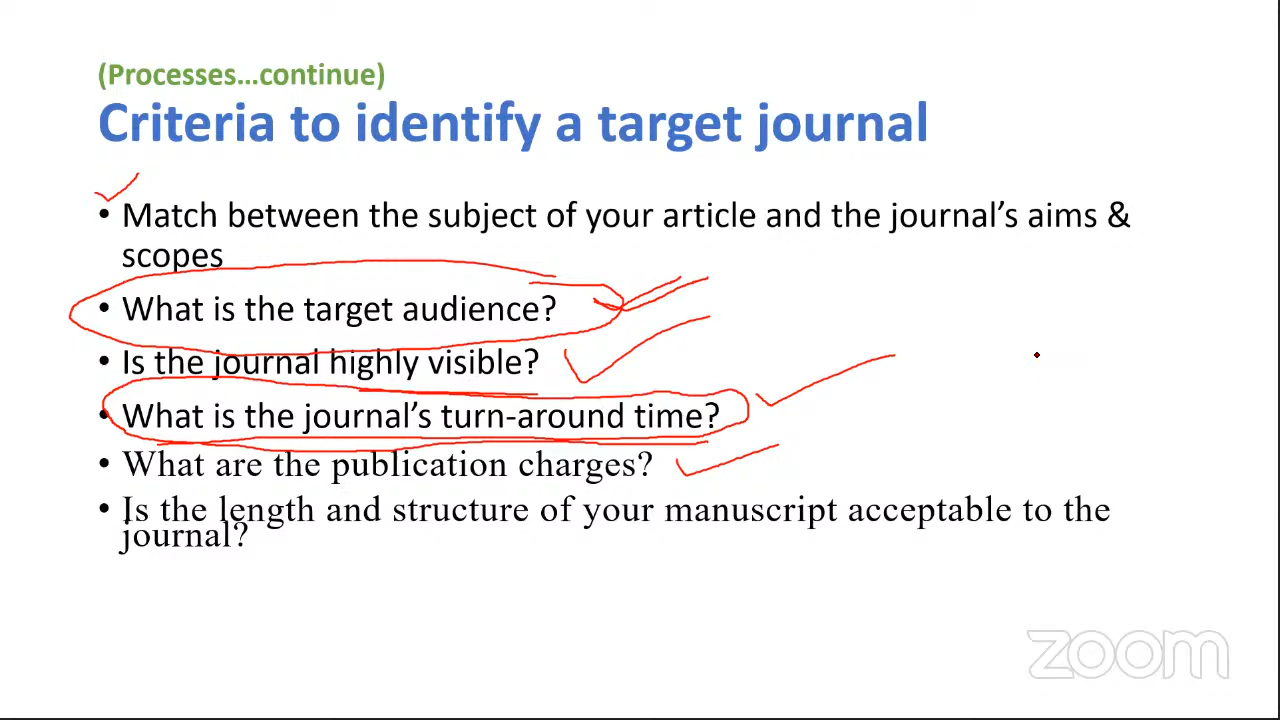 (Processes...continue)
Criteria to identify a target journal
• Match between the subject of your article and the journal's aims &
scopes
• What is the target audience?
• Is the journal highly visible?
• What is the journal's turn-around time?
• What are the publication charges?
• Is the length and structure of your manuscript acceptable to the
journal?
zoom